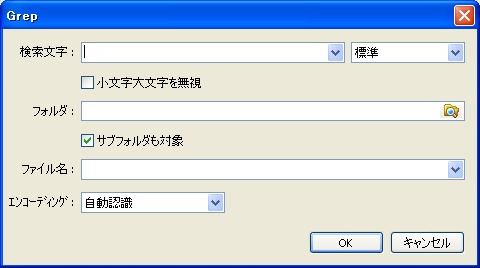 Grep
検索文字： 標準
小文字大文字を無視
フォルダ：
サブフォルダも対象
ファイル名：
ｴﾝｺｰﾃﾞｨﾝｸﾞ： 自動認識
OK キャンセル